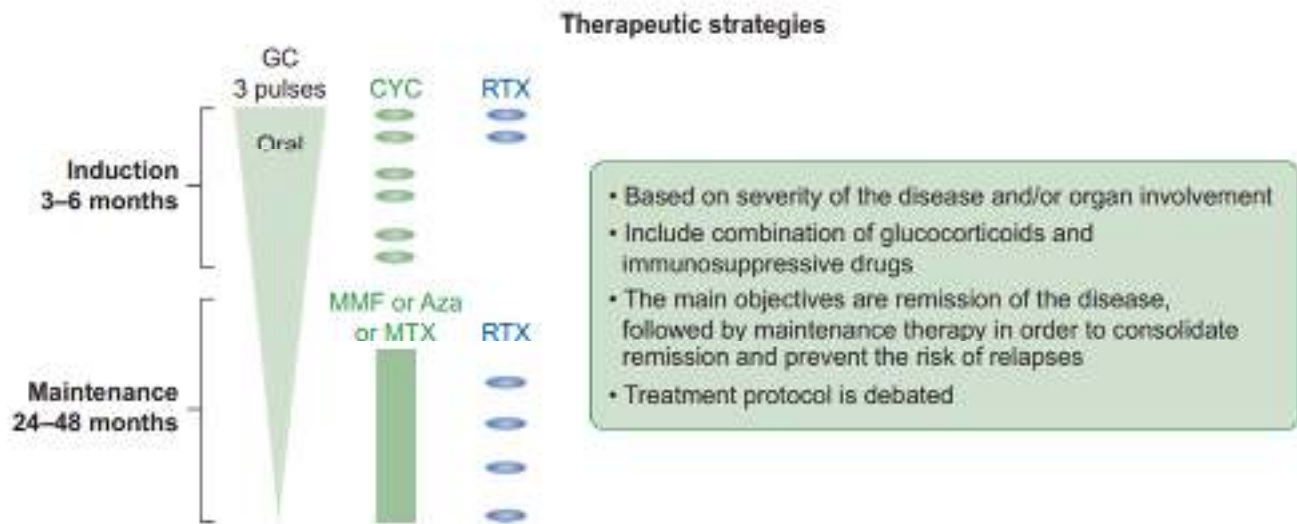 Therapeutic strategies
GC
3 pulses
CYC
RTX
Oral
Induction
3–6 months
MMF or Aza
or MTX
RTX
Maintenance
24–48 months
• Based on severity of the disease and/or organ involvement
• Include combination of glucocorticoids and
immunosuppressive drugs
• The main objectives are remission of the disease,
followed by maintenance therapy in order to consolidate
remission and prevent the risk of relapses
• Treatment protocol is debated